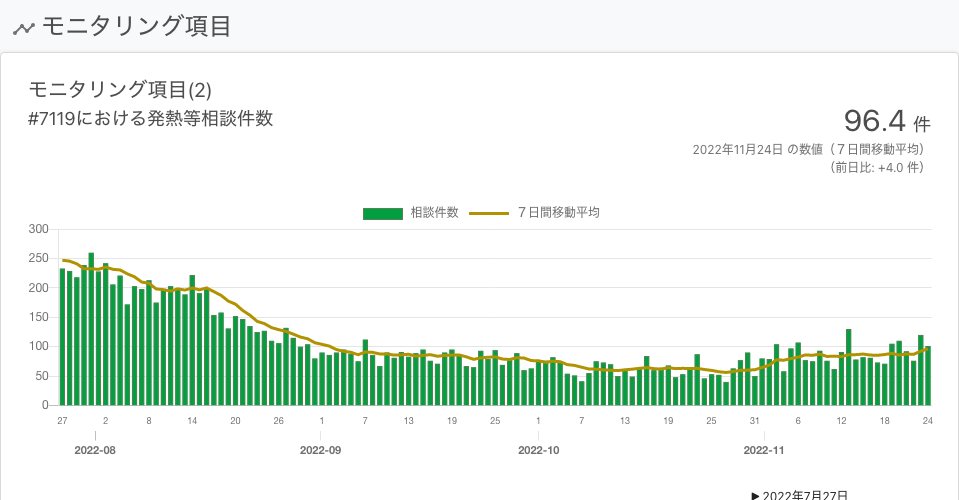 モニタリング項目
モニタリング項目(2)
#7119における発熱等相談件数
96.4 件
2022年11月24日 の数値（７日間移動平均）
（前日比: +4.0 件）
相談件数 ７日間移動平均
300
250
200
150
100
50
0
27 2 8 14 20 26 1 7 13 19 25 1 7 13 19 25 31 6 12 18 24
2022-08 2022-09 2022-10 2022-11
▶ 2022年7月27日